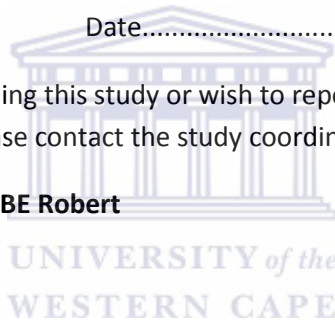 Date..............................
ing this study or wish to repo
se contact the study coordin
BE Robert
UNIVERSITY of the
WESTERN CAPE